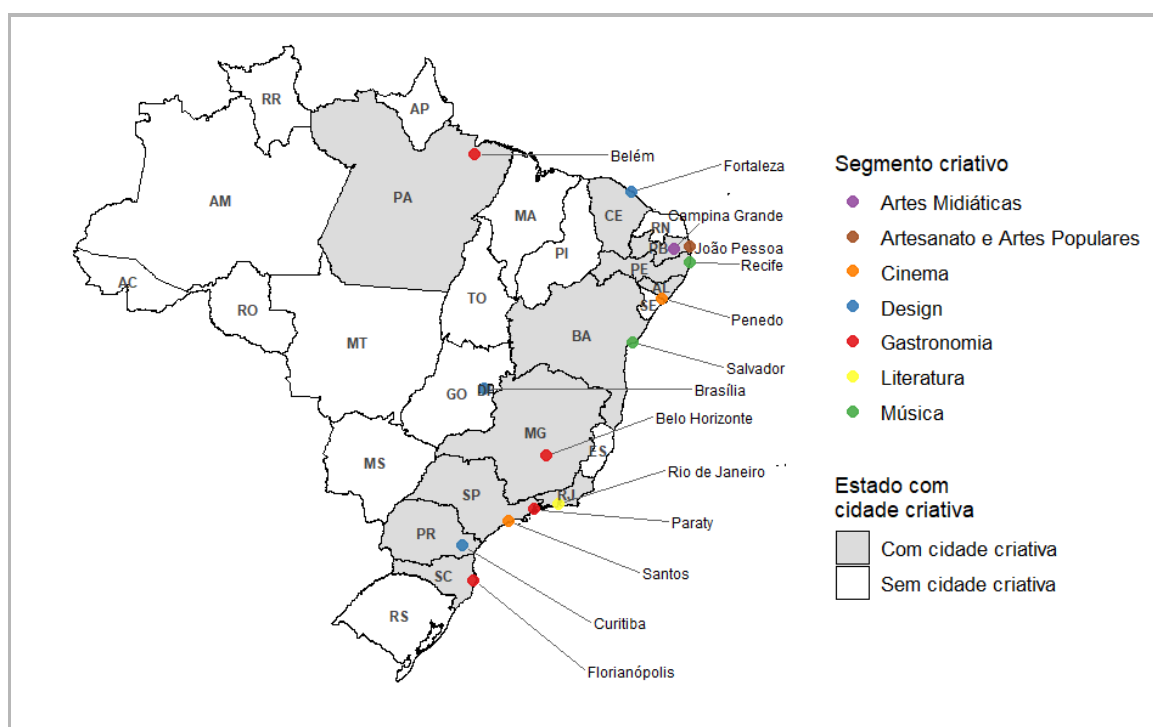 RR
AP
Belém
Fortaleza
AM
PA
MA
CE
RN
Campina Grande
PB
João Pessoa
PI
PE
Recife
AC
RO
TO
AL
SE
Penedo
MT
BA
Salvador
GO
DF
Brasília
MG
Belo Horizonte
ES
MS
SP
RJ
Rio de Janeiro
Paraty
PR
Santos
SC
Curitiba
RS
Florianópolis
Segmento criativo
Artes Midiáticas
Artesanato e Artes Populares
Cinema
Design
Gastronomia
Literatura
Música
Estado com
cidade criativa
Com cidade criativa
Sem cidade criativa